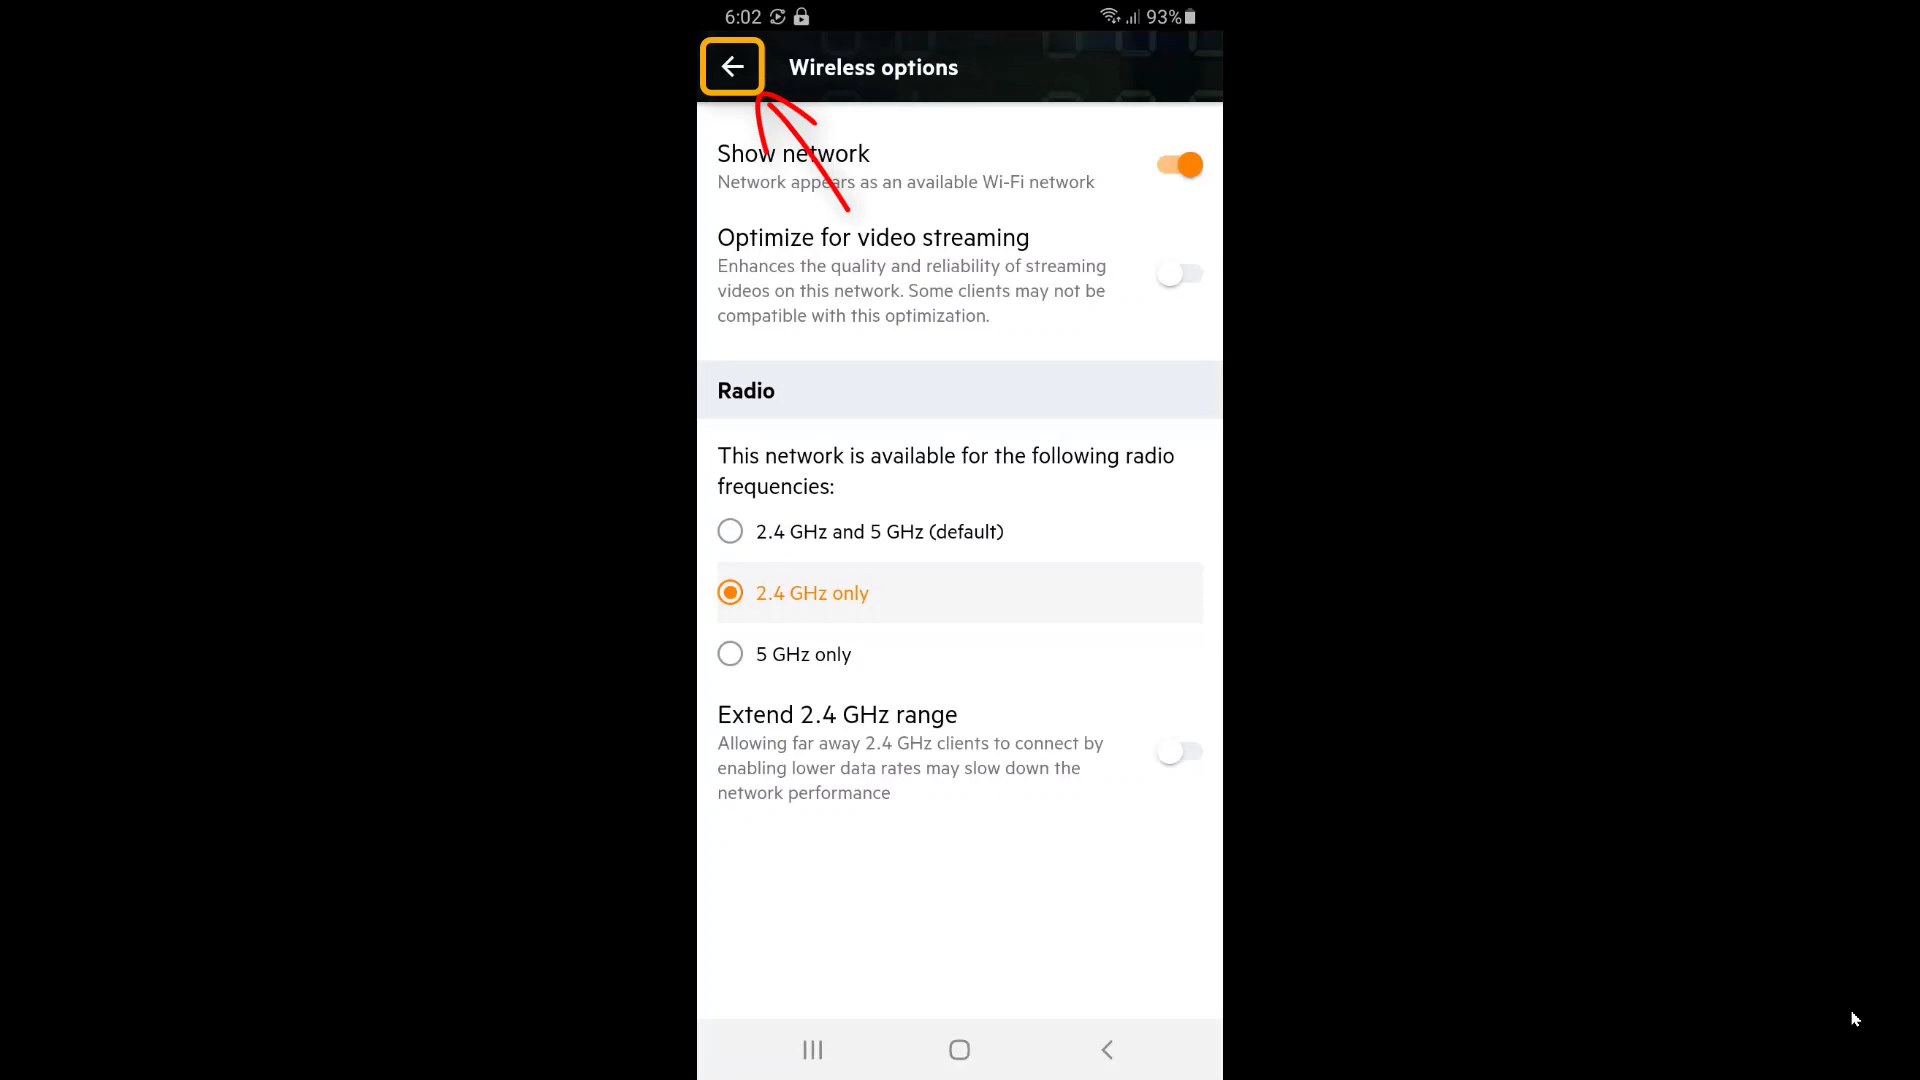 6:02
93%
Wireless options
Show network
Network appears as an available Wi-Fi network
Optimize for video streaming
Enhances the quality and reliability of streaming
videos on this network. Some clients may not be
compatible with this optimization.
Radio
This network is available for the following radio
frequencies:
2.4 GHz and 5 GHz (default)
2.4 GHz only
5 GHz only
Extend 2.4 GHz range
Allowing far away 2.4 GHz clients to connect by
enabling lower data rates may slow down the
network performance